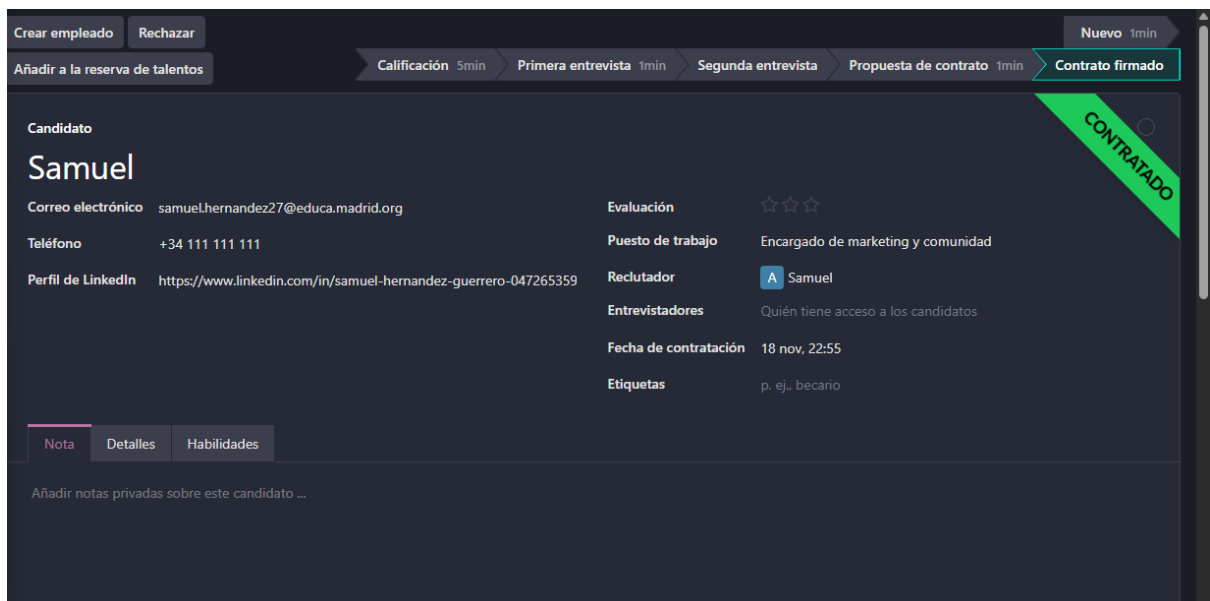 Crear empleado Rechazar Nuevo 1min
Añadir a la reserva de talentos Calificación 5min Primera entrevista 1min Segunda entrevista Propuesta de contrato 1min Contrato firmado
CONTRATADO
Candidato
Samuel
Correo electrónico samuel.hernandez27@educa.madrid.org
Teléfono +34 111 111 111
Perfil de LinkedIn https://www.linkedin.com/in/samuel-hernandez-guerrero-047265359
Evaluación
Puesto de trabajo Encargado de marketing y comunidad
Reclutador A Samuel
Entrevistadores Quién tiene acceso a los candidatos
Fecha de contratación 18 nov, 22:55
Etiquetas p. ej., becario
Nota Detalles Habilidades
Añadir notas privadas sobre este candidato ...